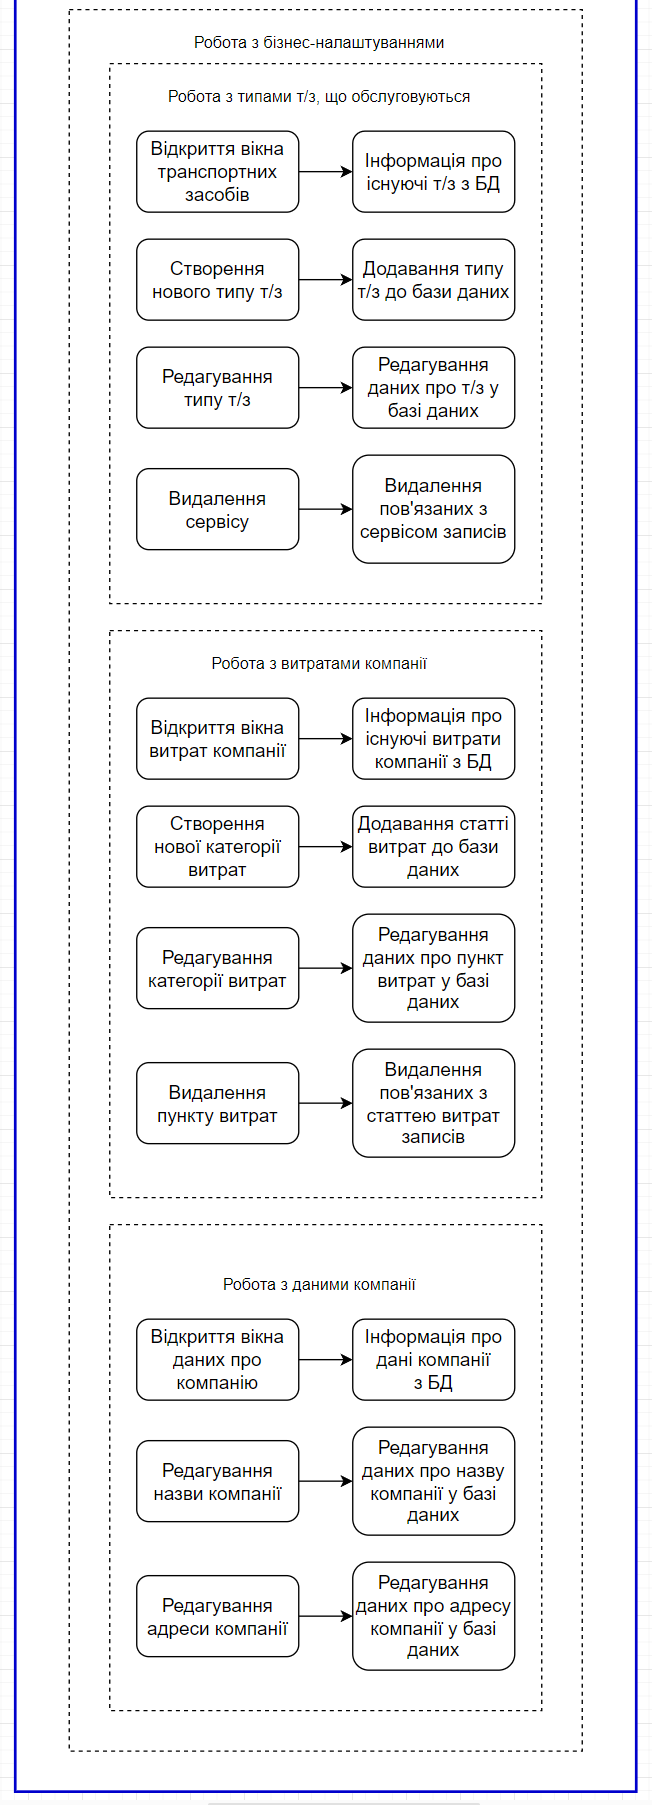 Робота з бізнес-налаштуваннями
Робота з типами т/з, що обслуговуються
Відкриття вікна
транспортних
засобів
Інформація про
існуючі т/з з БД
Створення
нового типу т/з
Додавання типу
т/з до бази даних
Редагування
типу т/з
Редагування
даних про т/з у
базі даних
Видалення
сервісу
Видалення
пов'язаних з
сервісом записів
Робота з витратами компанії
Відкриття вікна
витрат компанії
Інформація про
існуючі витрати
компанії з БД
Створення
нової категорії
витрат
Додавання статті
витрат до бази
даних
Редагування
категорії витрат
Редагування
даних про пункт
витрат у базі
даних
Видалення
пункту витрат
Видалення
пов'язаних з
статтею витрат
записів
Робота з даними компанії
Відкриття вікна
даних про
компанію
Інформація про
дані компанії
з БД
Редагування
назви компанії
Редагування
даних про назву
компанії у базі
даних
Редагування
адреси компанії
Редагування
даних про адресу
компанії у базі
даних